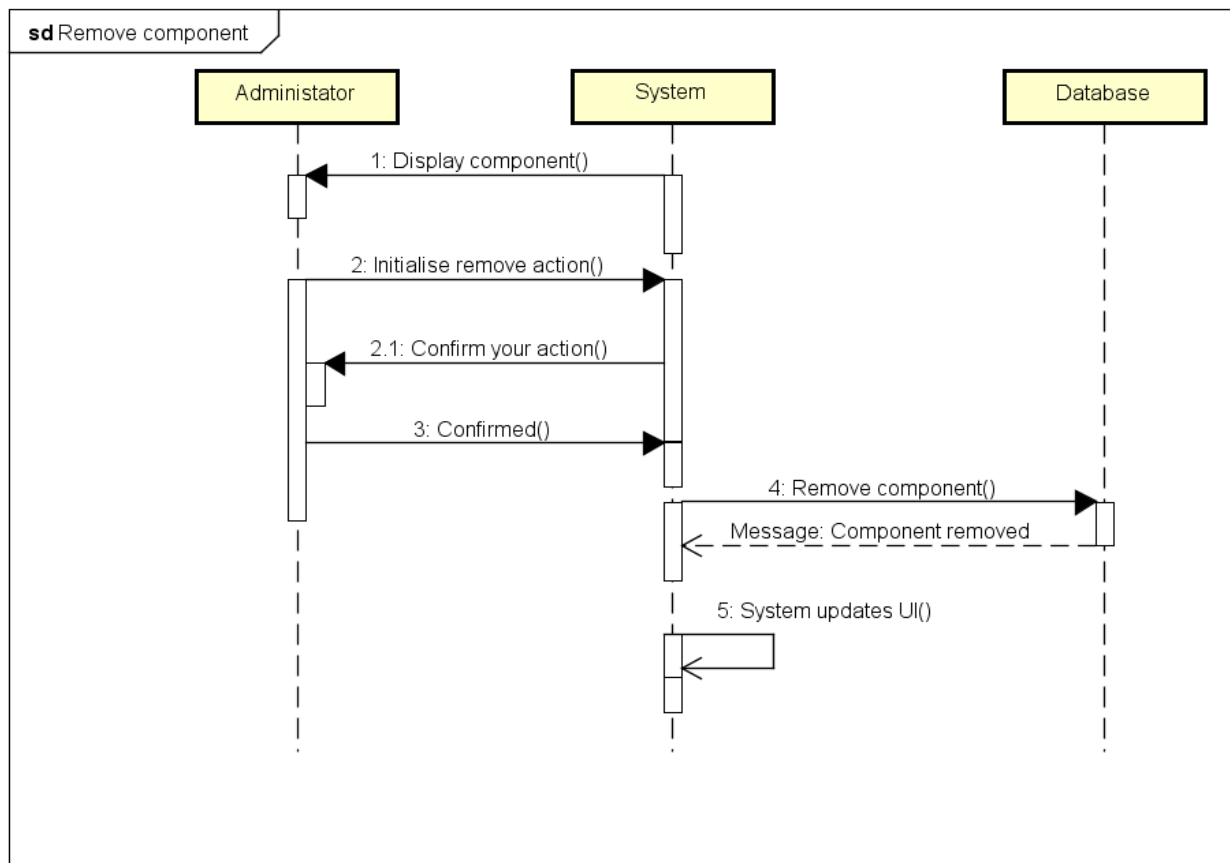 sd Remove component
Administator
System
Database
1: Display component()
2: Initialise remove action()
2.1: Confirm your action()
3: Confirmed()
4: Remove component()
Message: Component removed
5: System updates UI()